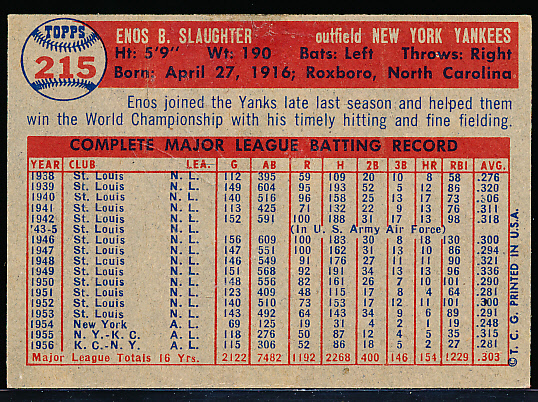 TOPPS
215
ENOS B. SLAUGHTER outfield NEW YORK YANKEES
Ht: 5'9" Wt: 190 Bats: Left Throws: Right
Born: April 27, 1916; Roxboro, North Carolina
Enos joined the Yanks late last season and helped them
win the World Championship with his timely hitting and fine fielding.
COMPLETE MAJOR LEAGUE BATTING RECORD
YEAR CLUB LEA. G AB R H 2B 3B HR RBI AVG.
1938 St. Louis N. L. 112 395 59 109 20 10 8 58 .276
1939 St. Louis N. L. 149 604 95 193 52 5 12 86 .320
1940 St. Louis N. L. 140 516 96 158 25 13 17 73 .306
1941 St. Louis N. L. 113 425 71 132 22 9 13 76 .311
1942 St. Louis N. L. 152 591 100 188 31 17 13 98 .318
'43-5 (In U. S. Army Air Force)
1946 St. Louis N. L. 156 609 100 183 30 8 18 130 .300
1947 St. Louis N. L. 147 551 100 162 31 13 10 86 .294
1948 St. Louis N. L. 146 549 91 176 27 11 11 90 .321
1949 St. Louis N. L. 151 568 92 191 34 13 13 96 .336
1950 St. Louis N. L. 148 556 82 161 26 7 10 101 .290
1951 St. Louis N. L. 123 409 48 115 17 8 4 64 .281
1952 St. Louis N. L. 140 510 73 153 17 12 11 101 .300
1953 St. Louis N. L. 143 492 64 143 34 9 6 89 .291
1954 New York A. L. 69 125 19 31 4 2 1 19 .248
1955 N. Y.-K. C. A. L. 118 276 50 87 12 4 5 35 .315
1956 K. C.-N. Y. A. L. 115 306 52 86 18 5 2 27 .281
Major League Totals 16 Yrs. 2122 7482 1192 2268 400 146 154 1229 .303
© T. C. G. PRINTED IN U.S.A.